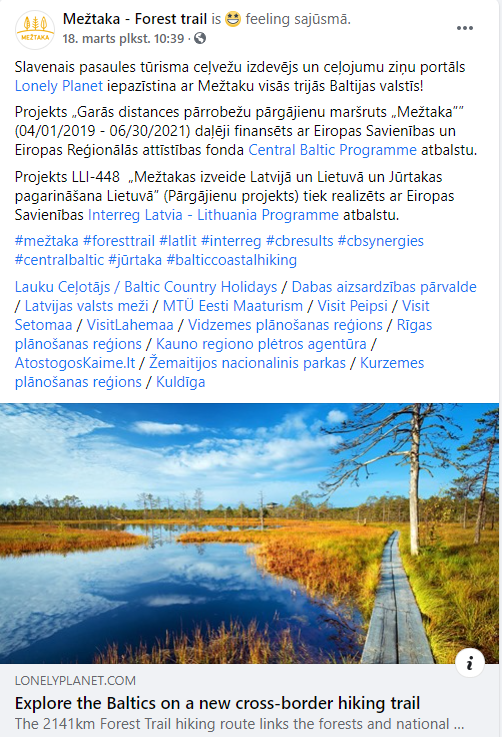 Mežtaka - Forest trail is 😆 feeling sajūsmā.
18. marts plkst. 10:39 ·
MEŽTAKA
Slavenais pasaules tūrisma ceļvežu izdevējs un ceļojumu ziņu portāls
Lonely Planet iepazīstina ar Mežtaku visās trijās Baltijas valstīs!
Projekts „Garās distances pārrobežu pārgājienu maršruts „Mežtaka””
(04/01/2019 - 06/30/2021) daļēji finansēts ar Eiropas Savienības un
Eiropas Reģionālās attīstības fonda Central Baltic Programme atbalstu.
Projekts LLI-448 „Mežtakas izveide Latvijā un Lietuvā un Jūrtakas
pagarināšana Lietuvā” (Pārgājienu projekts) tiek realizēts ar Eiropas
Savienības Interreg Latvia - Lithuania Programme atbalstu.
#mežtaka #foresttrail #latlit #interreg #cbresults #cbsynergies
#centralbaltic #jūrtaka #balticcoastalhiking
Lauku Ceļotājs / Baltic Country Holidays / Dabas aizsardzības pārvalde
/ Latvijas valsts meži / MTÜ Eesti Maaturism / Visit Peipsi / Visit
Setomaa / VisitLahemaa / Vidzemes plānošanas reģions / Rīgas
plānošanas reģions / Kauno regiono plėtros agentūra /
AtostogosKaime.lt / Žemaitijos nacionalinis parkas / Kurzemes
plānošanas reģions / Kuldīga
LONELYPLANET.COM
Explore the Baltics on a new cross-border hiking trail
The 2141km Forest Trail hiking route links the forests and national ...